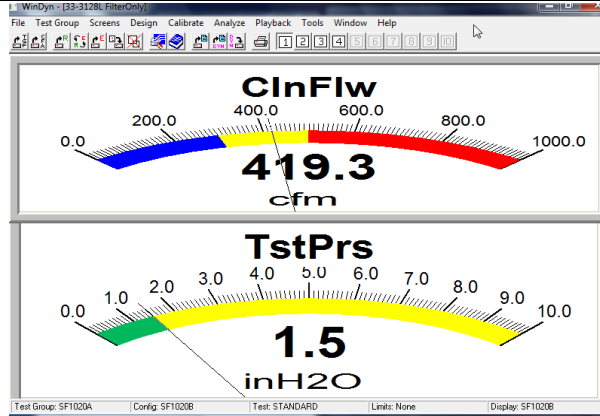 WinDyn - [33-3128L FilterOnly]
File Test Group Screens Design Calibrate Analyze Playback Tools Window Help
1 2 3 4 5 6 7 8 9 10
ClnFlw
0.0 200.0 400.0 600.0 800.0 1000.0
419.3
cfm
TstPrs
0.0 1.0 2.0 3.0 4.0 5.0 6.0 7.0 8.0 9.0 10.0
1.5
inH2O
Test Group: SF1020A Config: SF1020B Test: STANDARD Limits: None Display: SF1020B